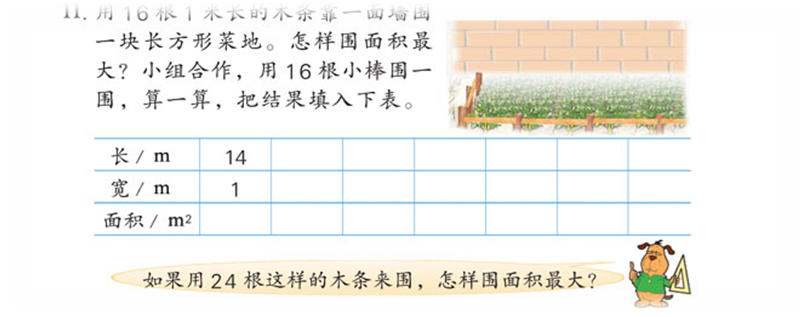 11. 用 16 根 1 米长的木条靠一面墙围
一块长方形菜地。怎样围面积最
大？小组合作，用 16 根小棒围一
围，算一算，把结果填入下表。
长 / m 14
宽 / m 1
面积 / m²
如果用 24 根这样的木条来围，怎样围面积最大？